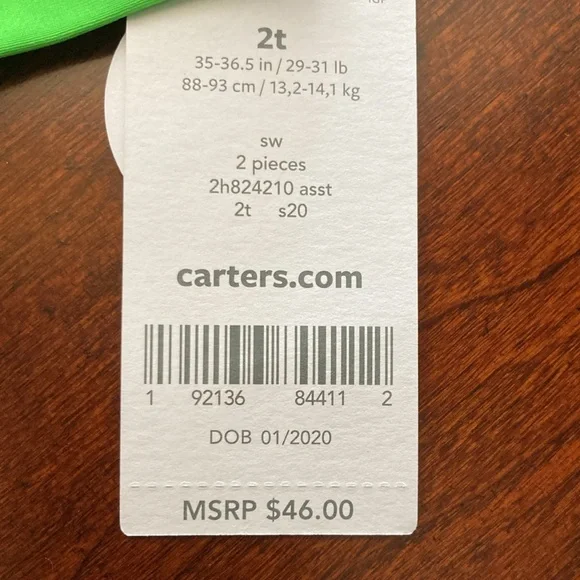 2t
35-36.5 in / 29-31 lb
88-93 cm / 13,2-14,1 kg
sw
2 pieces
2h824210 asst
2t s20
carters.com
1 92136 84411 2
DOB 01/2020
MSRP $46.00